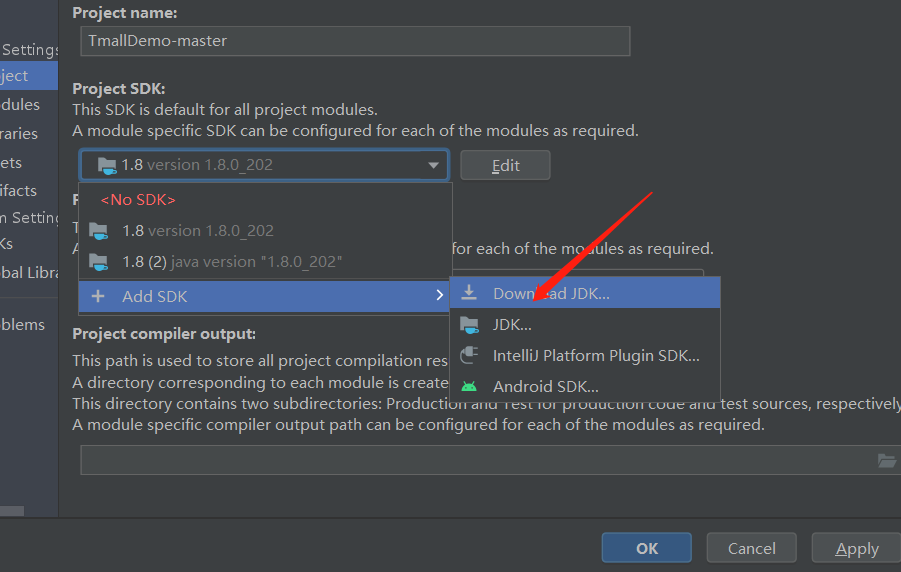 Project name:
Settings
TmallDemo-master
ject
Project SDK:
This SDK is default for all project modules.
dules
A module specific SDK can be configured for each of the modules as required.
raries
ets
1.8 version 1.8.0_202
Edit
ifacts
<No SDK>
m Setting
1.8 version 1.8.0_202
Ks
for each of the modules as required.
1.8 (2) java version "1.8.0_202"
bal Libra
Add SDK
Download JDK...
blems
JDK...
Project compiler output:
IntelliJ Platform Plugin SDK...
This path is used to store all project compilation res
A directory corresponding to each module is create
Android SDK...
This directory contains two subdirectories: Production and Test for production code and test sources, respectively
A module specific compiler output path can be configured for each of the modules as required.
OK
Cancel
Apply